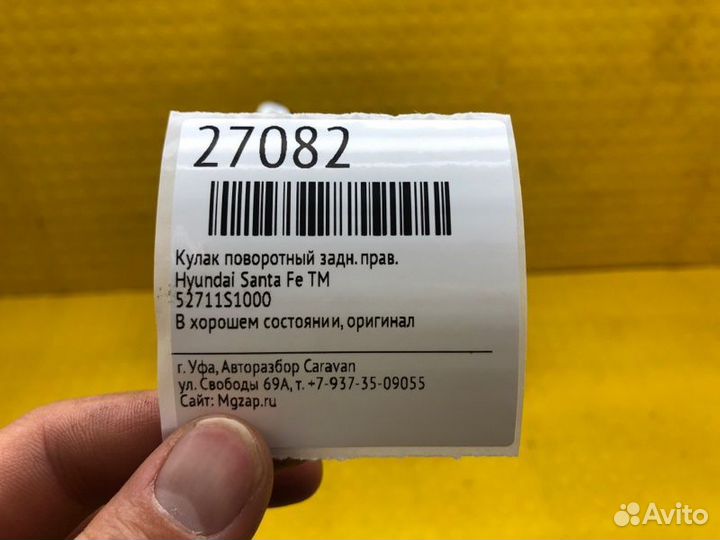 27082
Кулак поворотный задн. прав.
Hyundai Santa Fe TM
52711S1000
В хорошем состоянии, оригинал
г. Уфа, Авторазбор Caravan
ул. Свободы 69А, т. +7-937-35-09055
Сайт: Mgzap.ru
Avito